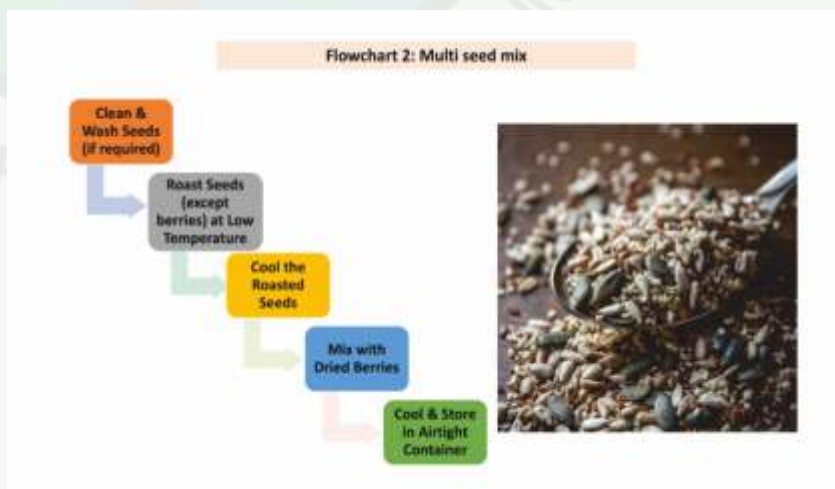 Flowchart 2: Multi seed mix
Clean &
Wash Seeds
(if required)
Roast Seeds
(except
berries) at Low
Temperature
Cool the
Roasted
Seeds
Mix with
Dried Berries
Cool & Store
in Airtight
Container